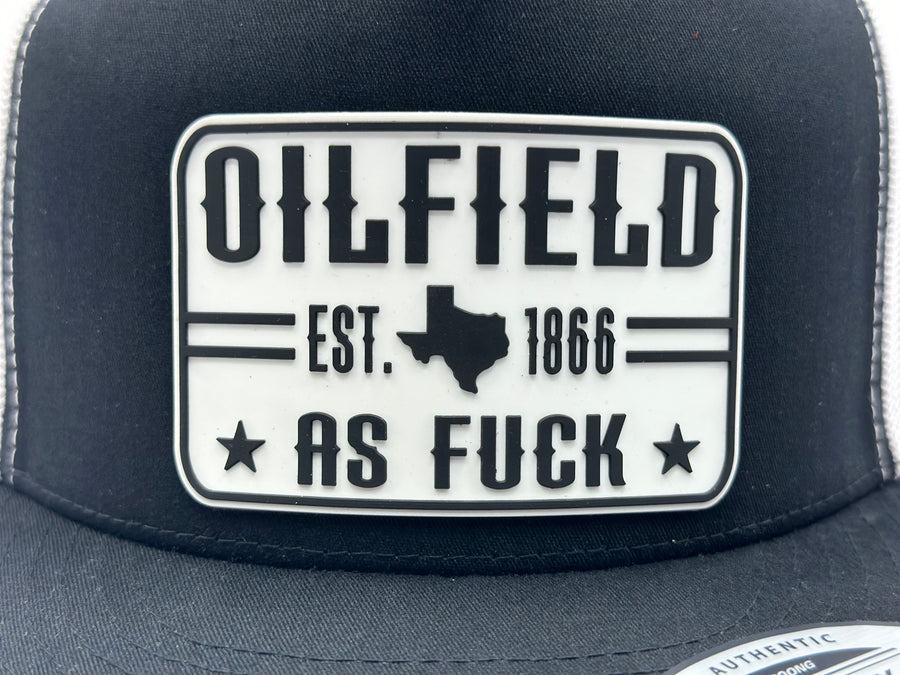 OILFIELD
EST. 1866
AS FUCK
AUTHENTIC